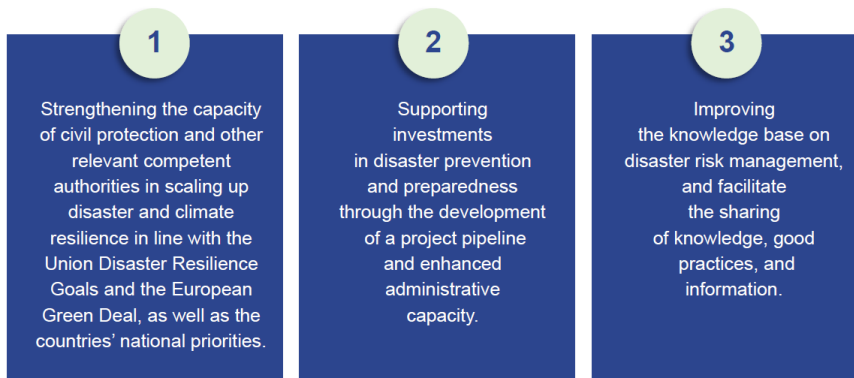 1
Strengthening the capacity
of civil protection and other
relevant competent
authorities in scaling up
disaster and climate
resilience in line with the
Union Disaster Resilience
Goals and the European
Green Deal, as well as the
countries’ national priorities.
2
Supporting
investments
in disaster prevention
and preparedness
through the development
of a project pipeline
and enhanced
administrative
capacity.
3
Improving
the knowledge base on
disaster risk management,
and facilitate
the sharing
of knowledge, good
practices, and
information.